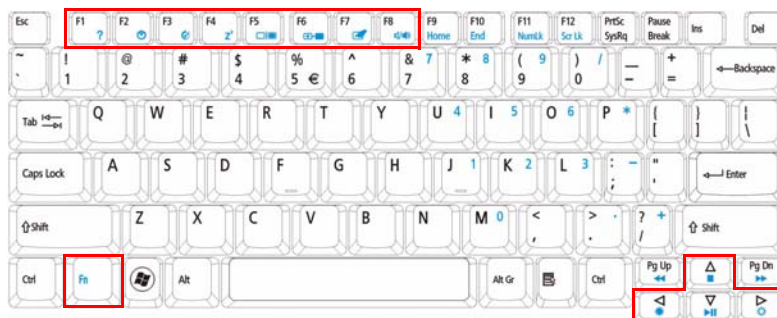 Esc F1 ? F2 F3 F4 zᶻ F5 F6 F7 F8 F9 Home F10 End F11 NumLk F12 Scr Lk PrtSc SysRq Pause Break Ins Del
~ ` ! 1 @ 2 # 3 $ 4 % 5 € ^ 6 & 7 7 * 8 8 ( 9 9 ) 0 / _ - + = Backspace
Tab Q W E R T Y U 4 I 5 O 6 P * { [ } ] | \
Caps Lock A S D F G H J 1 K 2 L 3 : ; - " ' Enter
Shift Z X C V B N M 0 < , > . . ? / + Shift
Ctrl Fn Alt Alt Gr Ctrl Pg Up Pg Dn